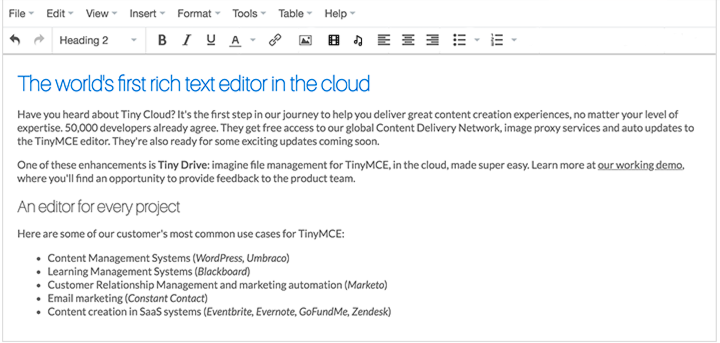 File Edit View Insert Format Tools Table Help
Heading 2 B I U A
The world's first rich text editor in the cloud
Have you heard about Tiny Cloud? It's the first step in our journey to help you deliver great content creation experiences, no matter your level of
expertise. 50,000 developers already agree. They get free access to our global Content Delivery Network, image proxy services and auto updates to
the TinyMCE editor. They're also ready for some exciting updates coming soon.
One of these enhancements is Tiny Drive: imagine file management for TinyMCE, in the cloud, made super easy. Learn more at our working demo,
where you'll find an opportunity to provide feedback to the product team.
An editor for every project
Here are some of our customer's most common use cases for TinyMCE:
• Content Management Systems (WordPress, Umbraco)
• Learning Management Systems (Blackboard)
• Customer Relationship Management and marketing automation (Marketo)
• Email marketing (Constant Contact)
• Content creation in SaaS systems (Eventbrite, Evernote, GoFundMe, Zendesk)